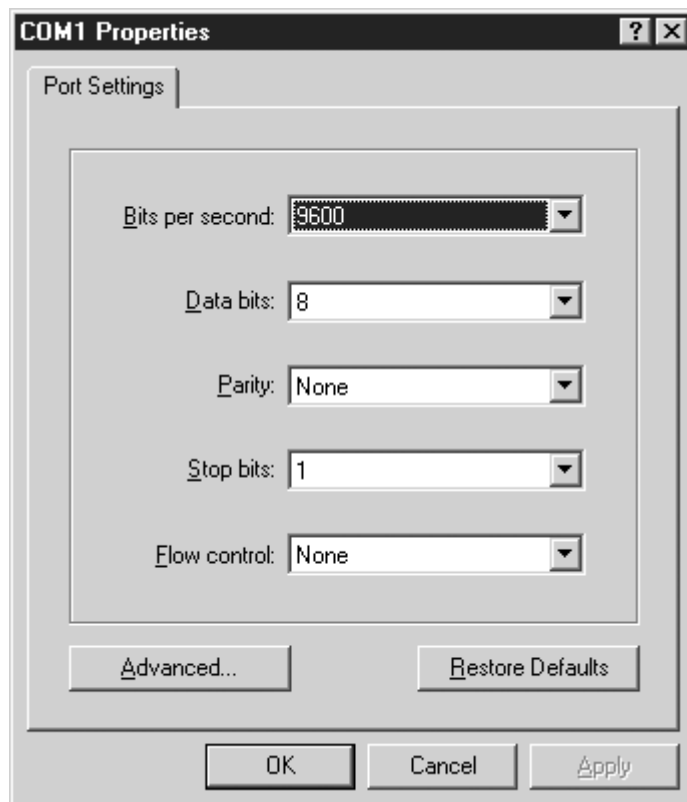 COM1 Properties ? X
Port Settings
Bits per second: 9600
Data bits: 8
Parity: None
Stop bits: 1
Flow control: None
Advanced... Restore Defaults
OK Cancel Apply